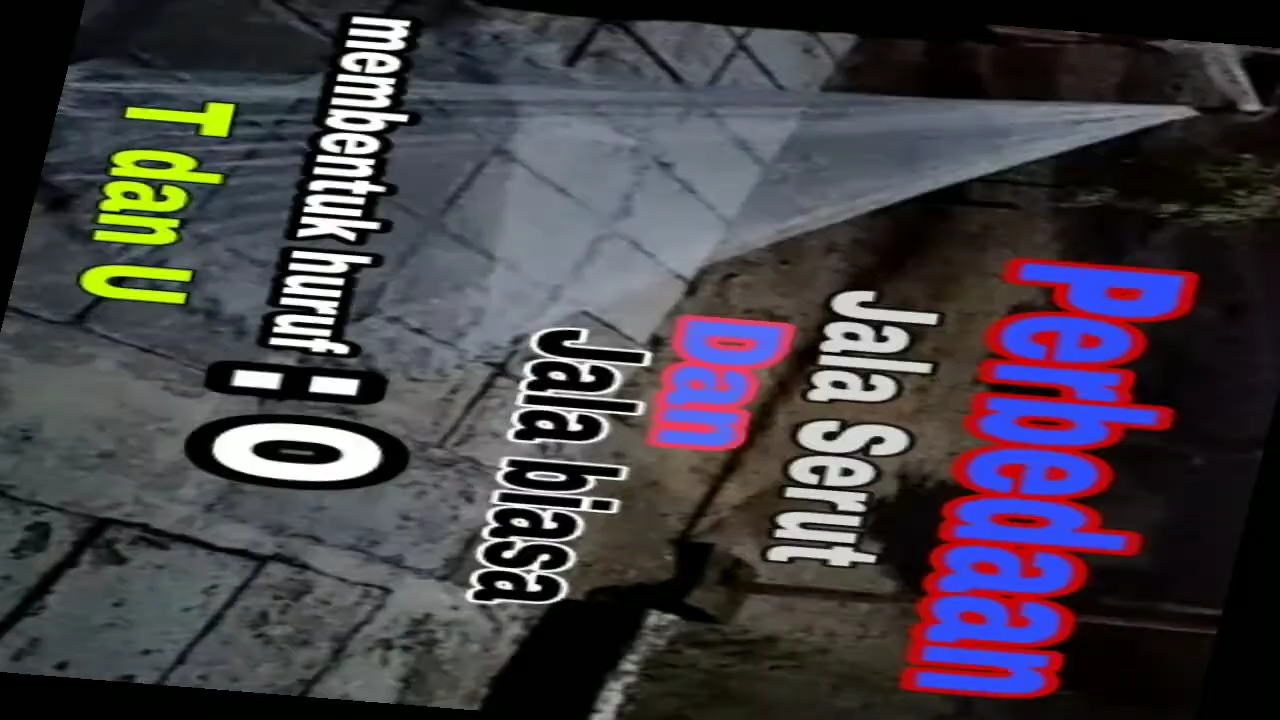 Perbedaan
Jala Serut
Dan
Jala biasa
membentuk huruf : O
T dan U